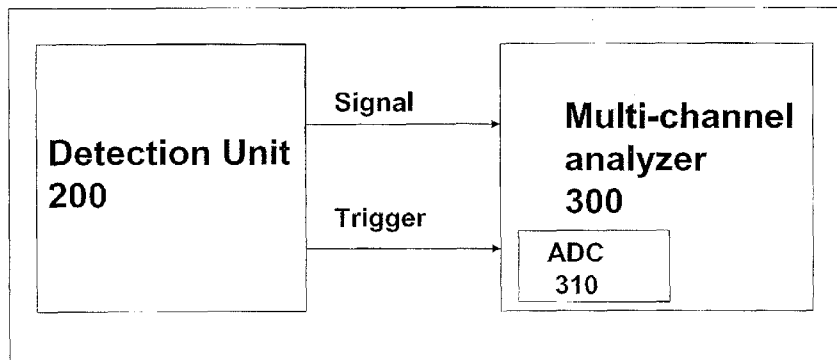 Detection Unit
200
Signal
Trigger
Multi-channel
analyzer
300
ADC
310